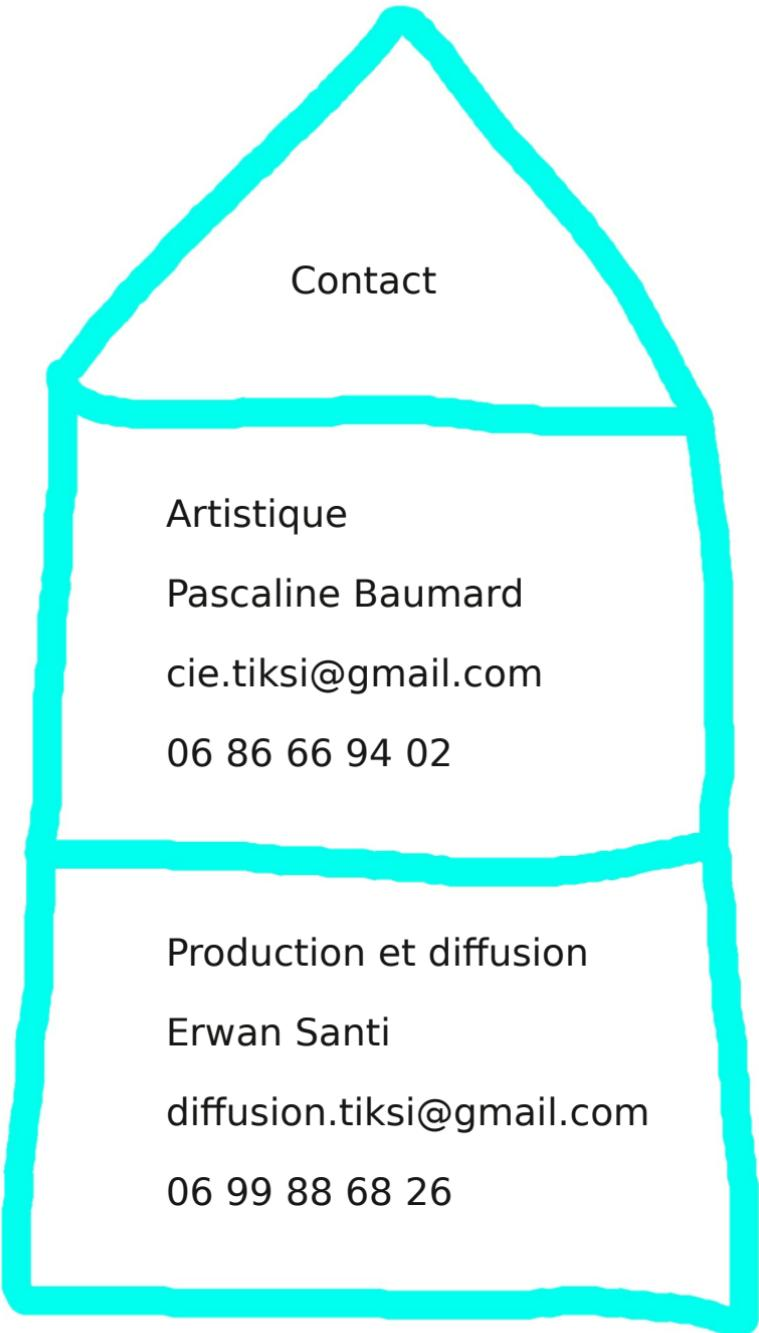 Contact
Artistique
Pascaline Baumard
cie.tiksi@gmail.com
06 86 66 94 02
Production et diffusion
Erwan Santi
diffusion.tiksi@gmail.com
06 99 88 68 26